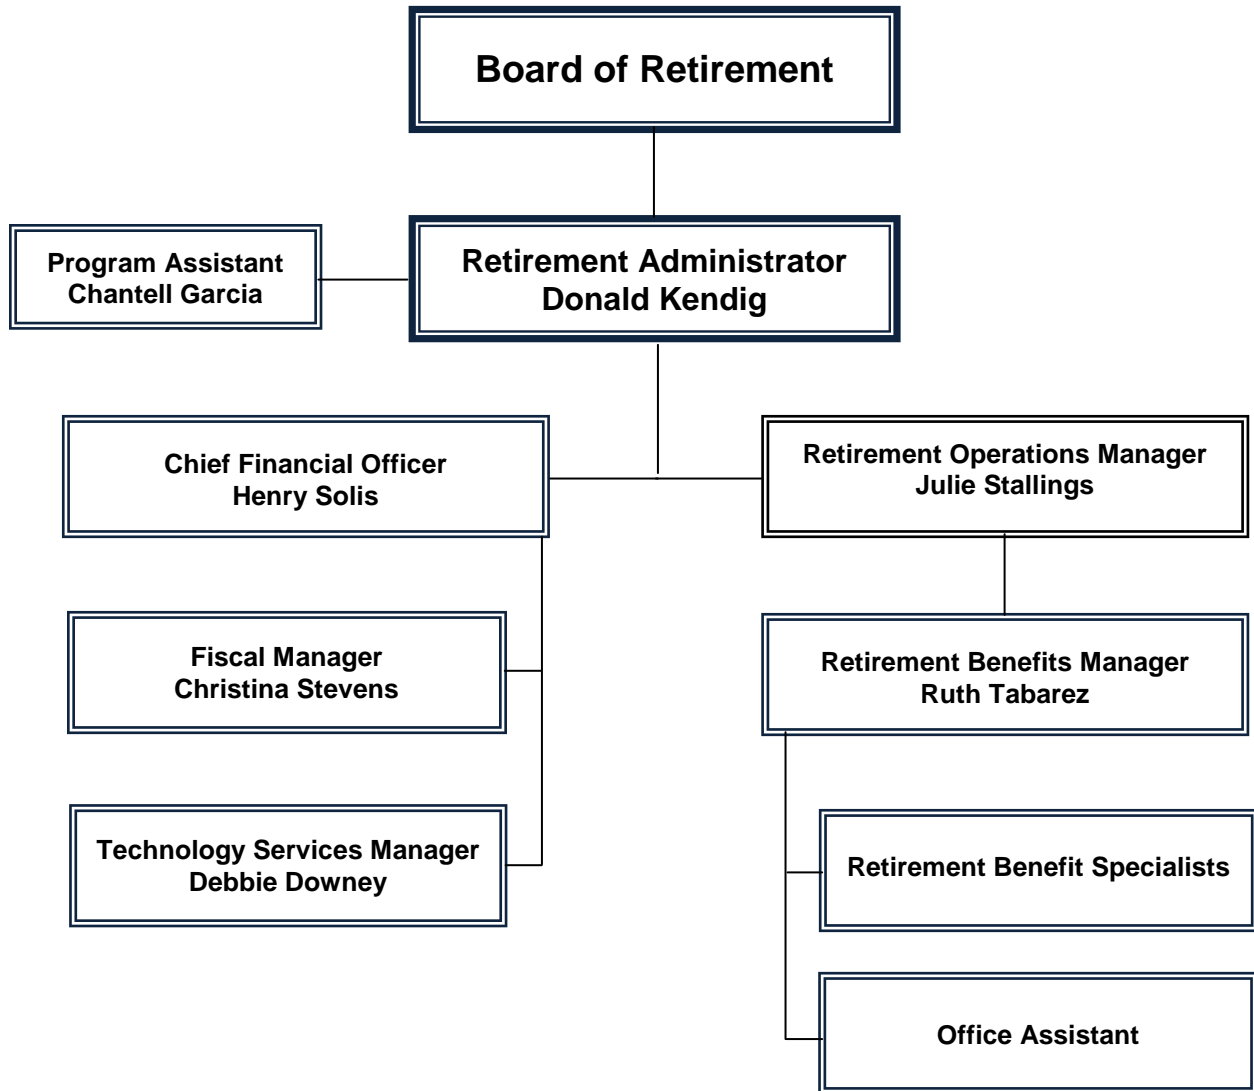 Board of Retirement
Program Assistant
Chantell Garcia
Retirement Administrator
Donald Kendig
Chief Financial Officer
Henry Solis
Retirement Operations Manager
Julie Stallings
Fiscal Manager
Christina Stevens
Retirement Benefits Manager
Ruth Tabarez
Technology Services Manager
Debbie Downey
Retirement Benefit Specialists
Office Assistant